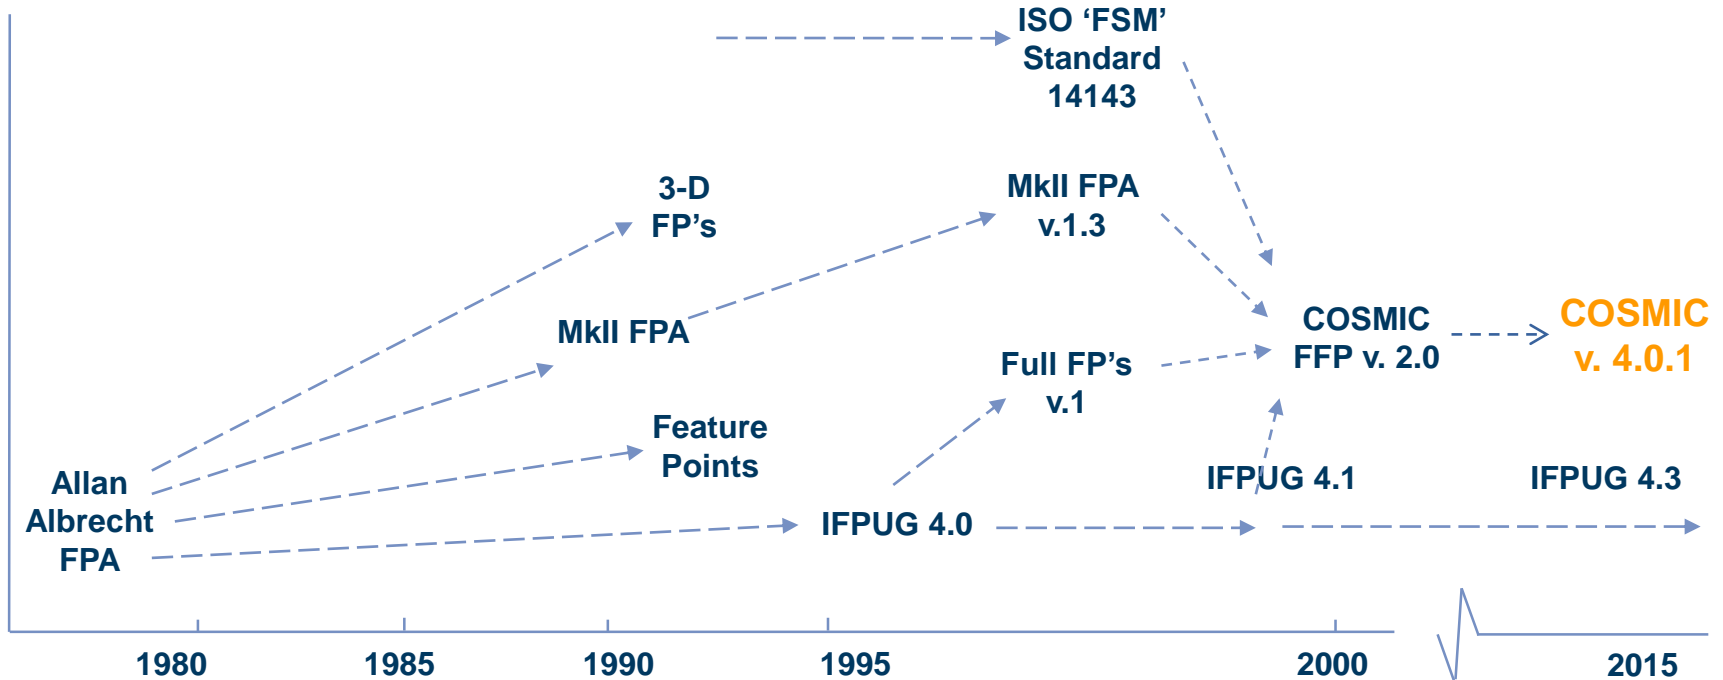 ISO ‘FSM’
Standard
14143
3-D
FP’s
MkII FPA
v.1.3
MkII FPA
COSMIC
FFP v. 2.0
COSMIC
v. 4.0.1
Full FP’s
v.1
Feature
Points
Allan
Albrecht
FPA
IFPUG 4.0
IFPUG 4.1
IFPUG 4.3
1980
1985
1990
1995
2000
2015